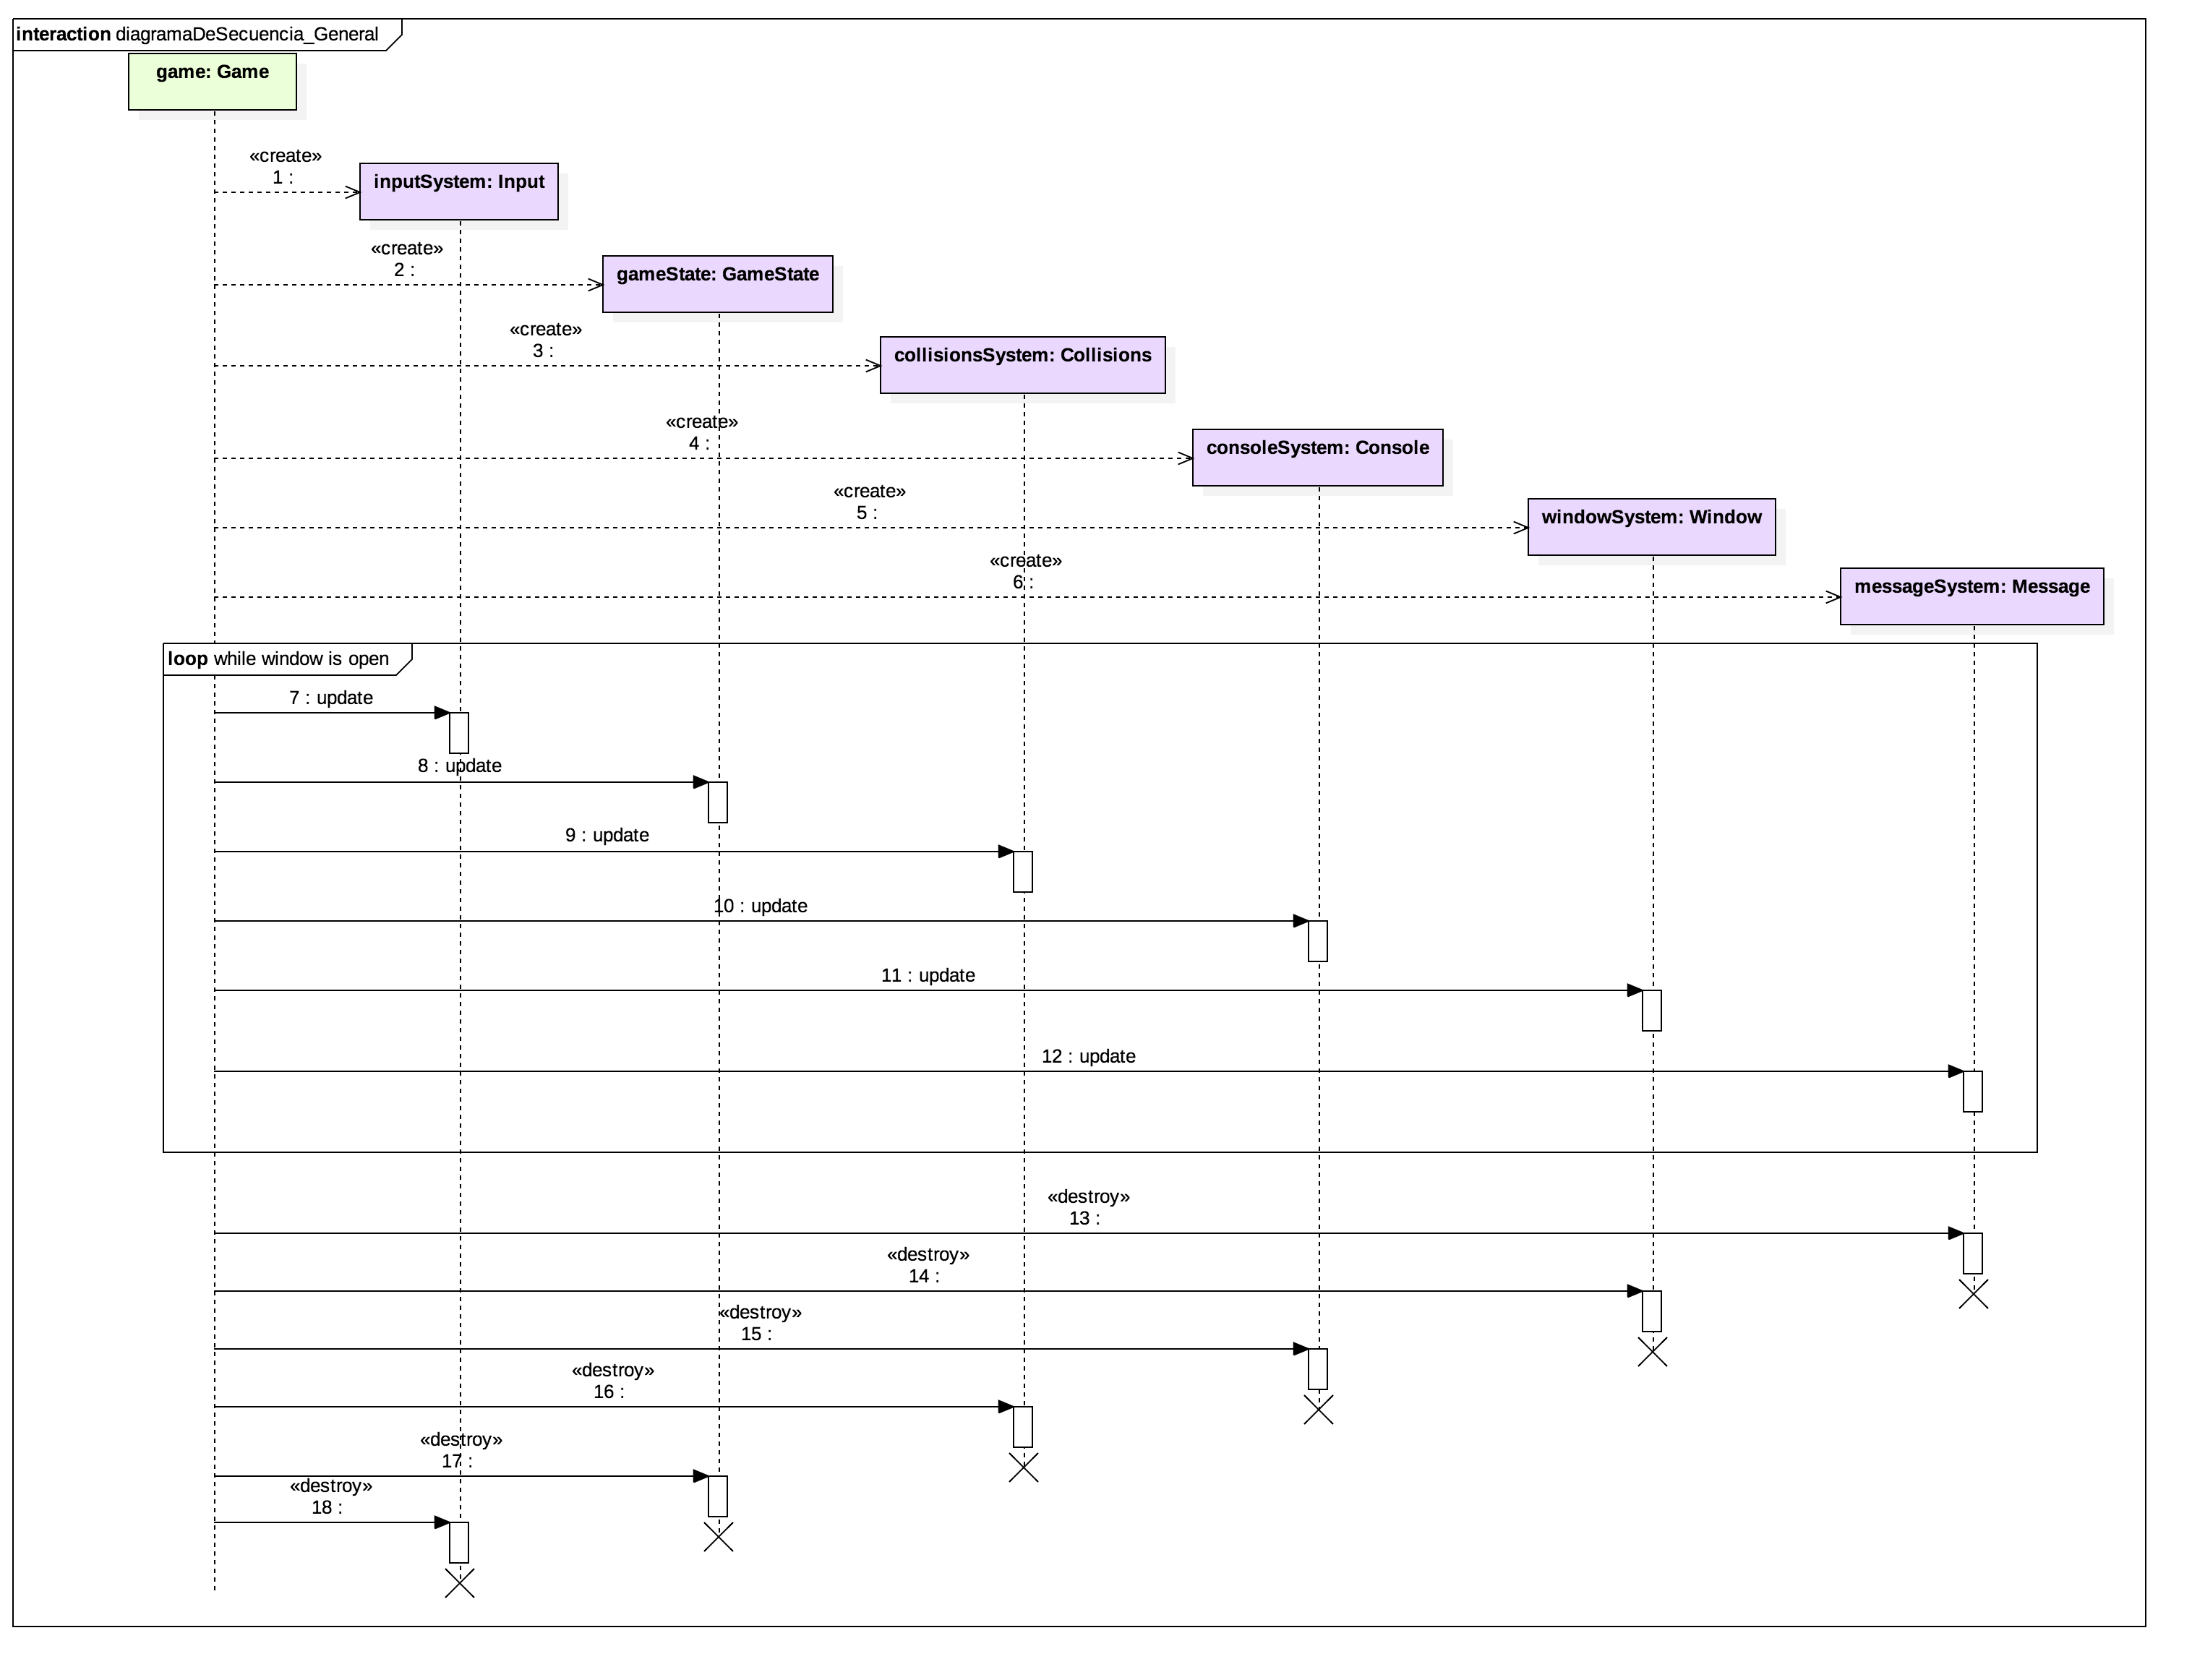 interaction diagramaDeSecuencia_General
game: Game
«create»
1 :
inputSystem: Input
«create»
2 :
gameState: GameState
«create»
3 :
collisionsSystem: Collisions
«create»
4 :
consoleSystem: Console
«create»
5 :
windowSystem: Window
«create»
6 :
messageSystem: Message
loop while window is open
7 : update
8 : update
9 : update
10 : update
11 : update
12 : update
«destroy»
13 :
«destroy»
14 :
«destroy»
15 :
«destroy»
16 :
«destroy»
17 :
«destroy»
18 :